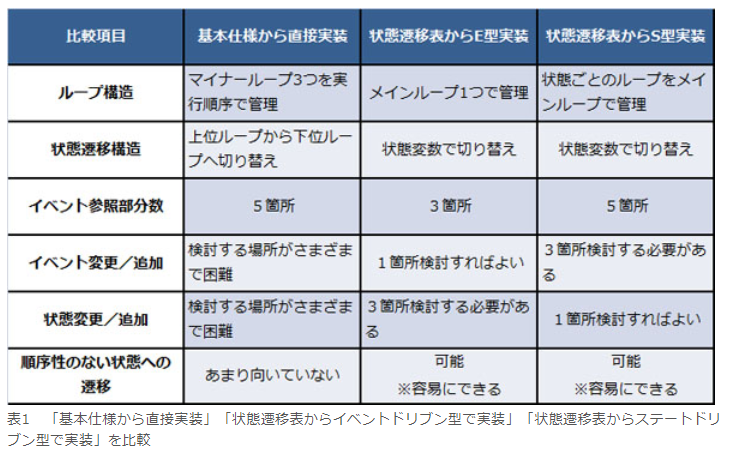 比較項目
基本仕様から直接実装
状態遷移表からE型実装
状態遷移表からS型実装
ループ構造
マイナーループ3つを実
行順序で管理
メインループ1つで管理
状態ごとのループをメイ
ンループで管理
状態遷移構造
上位ループから下位ルー
プへ切り替え
状態変数で切り替え
状態変数で切り替え
イベント参照部分数
5箇所
3箇所
5箇所
イベント変更/追加
検討する場所がさまざま
で困難
1箇所検討すればよい
3箇所検討する必要があ
る
状態変更/追加
検討する場所がさまざま
で困難
3箇所検討する必要があ
る
1箇所検討すればよい
順序性のない状態への
遷移
あまり向いていない
可能
※容易にできる
可能
※容易にできる
表1 「基本仕様から直接実装」「状態遷移表からイベントドリブン型で実装」「状態遷移表からステートドリ
ブン型で実装」を比較